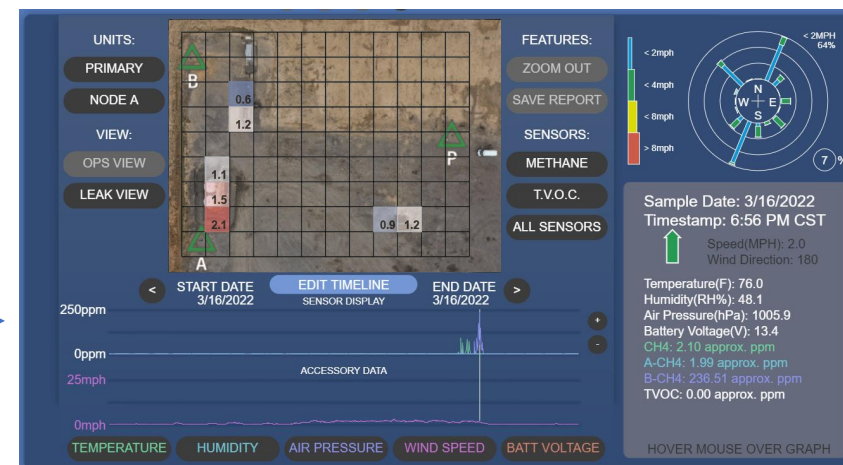 UNITS:
PRIMARY
NODE A
VIEW:
OPS VIEW
LEAK VIEW
B
0.6
1.2
P
1.1
1.5
2.1
0.9 1.2
A
FEATURES:
ZOOM OUT
SAVE REPORT
SENSORS:
METHANE
T.V.O.C.
ALL SENSORS
< START DATE
3/16/2022
EDIT TIMELINE
SENSOR DISPLAY
END DATE >
3/16/2022
250ppm
0ppm
+
-
ACCESSORY DATA
25mph
0mph
TEMPERATURE HUMIDITY AIR PRESSURE WIND SPEED BATT VOLTAGE
< 2mph
< 4mph
< 8mph
> 8mph
< 2MPH
64%
N
W E
S
7 %
Sample Date: 3/16/2022
Timestamp: 6:56 PM CST
Speed(MPH): 2.0
Wind Direction: 180
Temperature(F): 76.0
Humidity(RH%): 48.1
Air Pressure(hPa): 1005.9
Battery Voltage(V): 13.4
CH4: 2.10 approx. ppm
A-CH4: 1.99 approx. ppm
B-CH4: 236.51 approx. ppm
TVOC: 0.00 approx. ppm
HOVER MOUSE OVER GRAPH